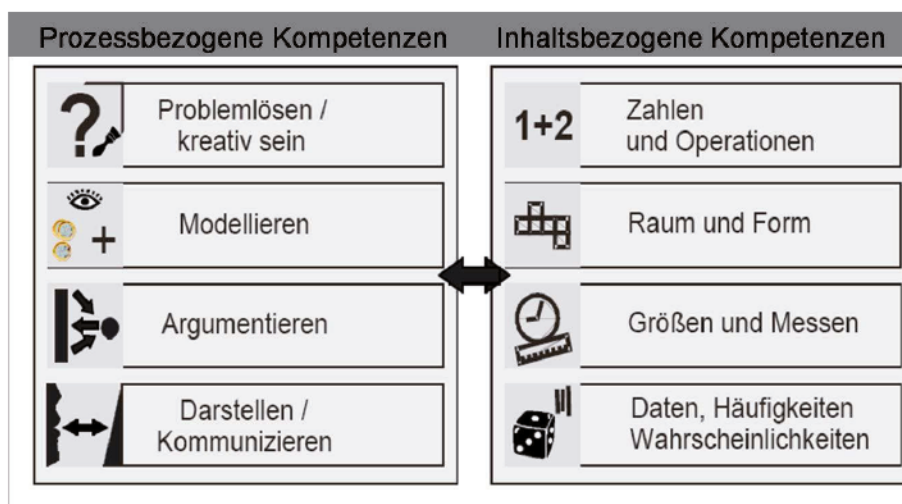 Prozessbezogene Kompetenzen
Problemlösen /
kreativ sein
Modellieren
+
Argumentieren
Darstellen /
Kommunizieren
Inhaltsbezogene Kompetenzen
1+2
Zahlen
und Operationen
Raum und Form
Größen und Messen
Daten, Häufigkeiten
Wahrscheinlichkeiten